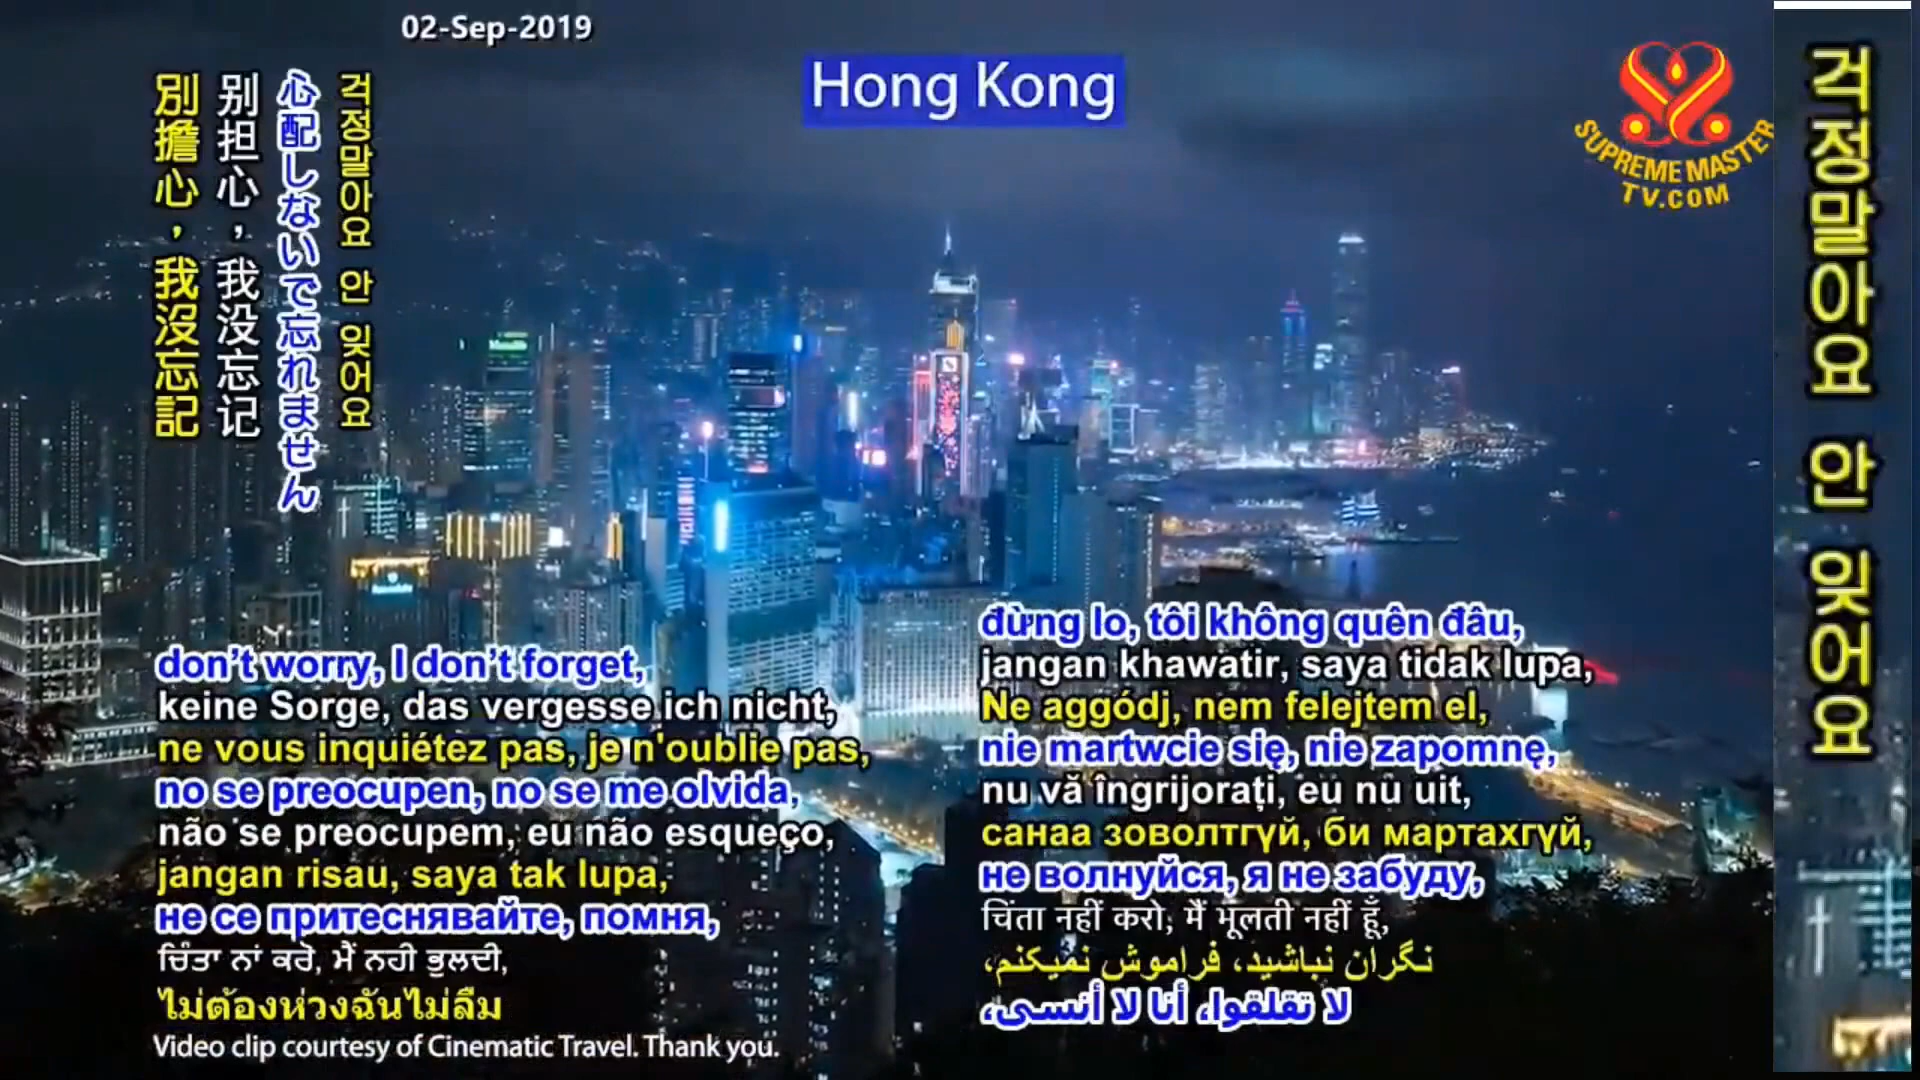 02-Sep-2019
Hong Kong
SUPREME MASTER
TV.COM
別擔心，我沒忘記
别担心，我没忘记
心配しないで忘れません
걱정말아요 안 잊어요
걱정말아요 안 잊어요
don't worry, I don't forget,
keine Sorge, das vergesse ich nicht,
ne vous inquiétez pas, je n'oublie pas,
no se preocupen, no se me olvida,
não se preocupem, eu não esqueço,
jangan risau, saya tak lupa,
не се притеснявайте, помня,
ਚਿੰਤਾ ਨਾਂ ਕਰੋ, ਮੈਂ ਨਹੀ ਭੁਲਦੀ,
ไม่ต้องห่วงฉันไม่ลืม
Video clip courtesy of Cinematic Travel. Thank you.
đừng lo, tôi không quên đâu,
jangan khawatir, saya tidak lupa,
Ne aggódj, nem felejtem el,
nie martwcie się, nie zapomnę,
nu vă îngrijorați, eu nu uit,
санаа зоволтгүй, би мартахгүй,
не волнуйся, я не забуду,
चिंता नहीं करो, मैं भूलती नहीं हूँ,
نگران نباشید، فراموش نمیکنم،
لا تقلقوا، أنا لا أنسى،